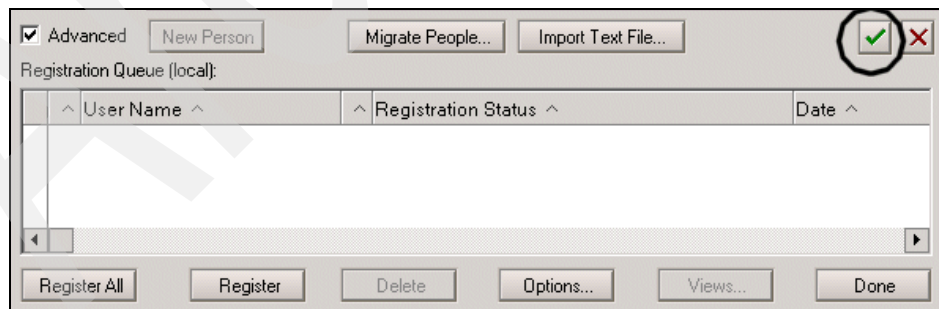 Advanced New Person Migrate People... Import Text File...
Registration Queue (local):
User Name Registration Status Date
Register All Register Delete Options... Views... Done